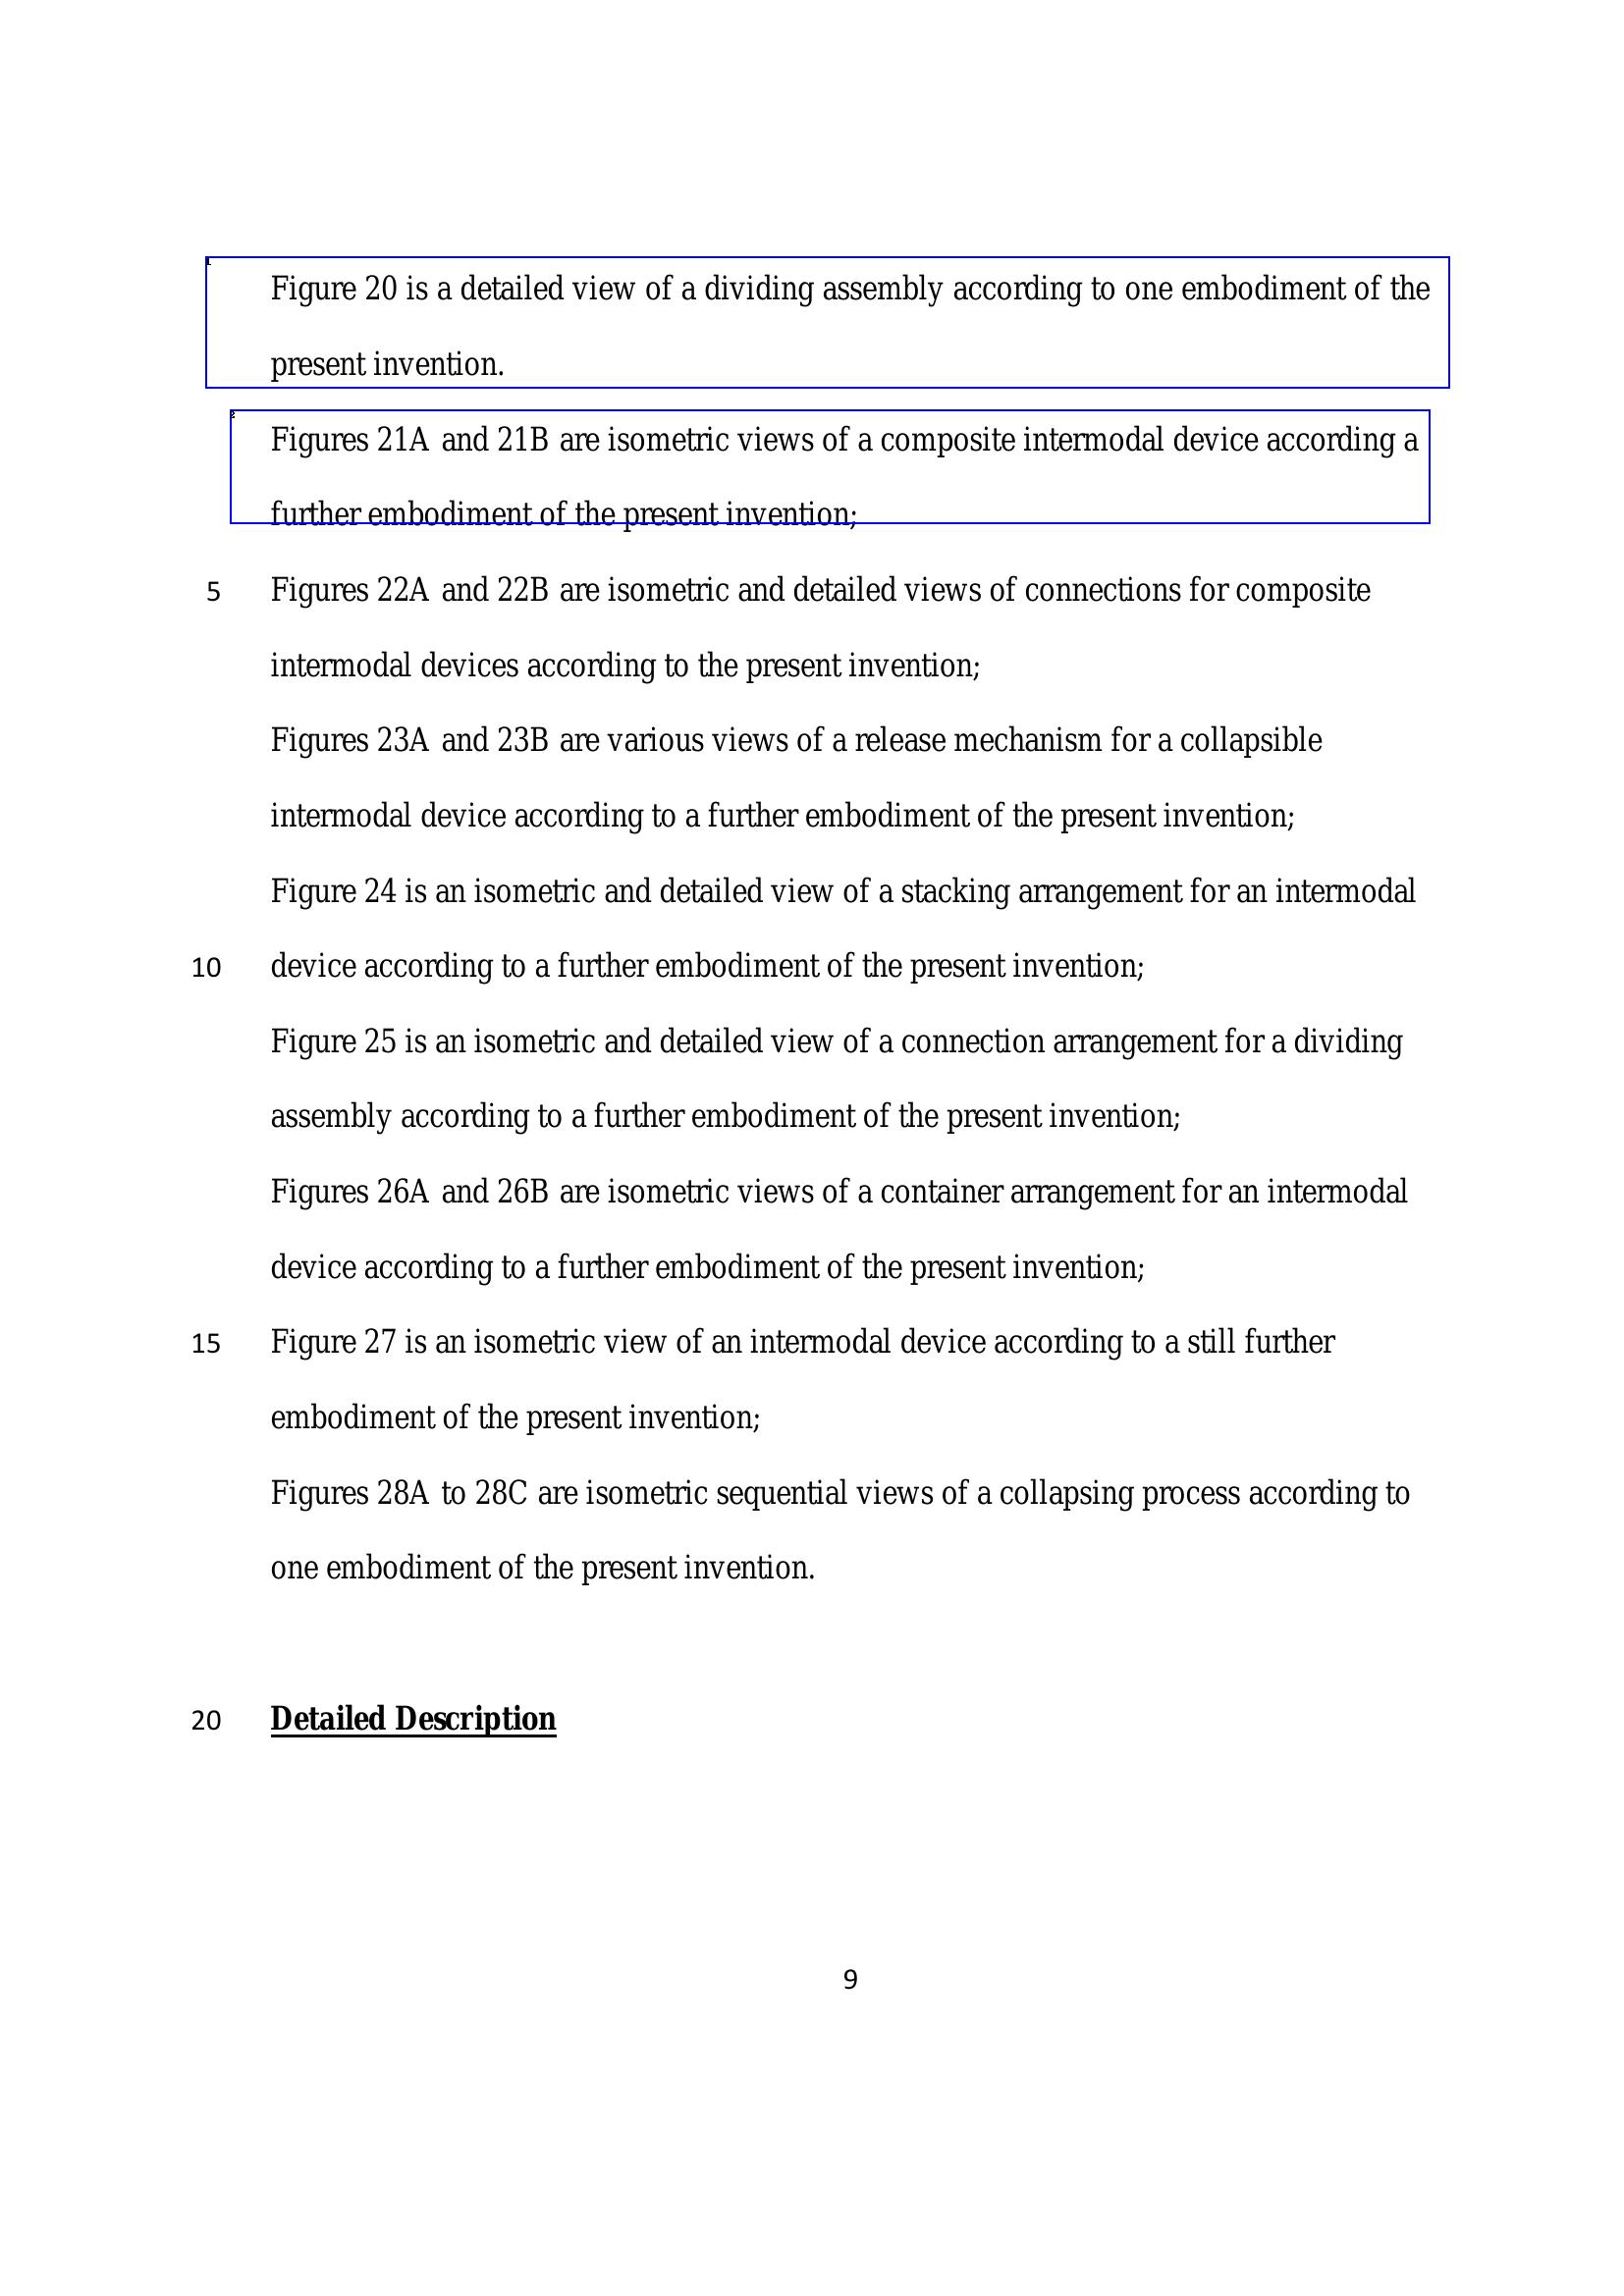 1
Figure 20 is a detailed view of a dividing assembly according to one embodiment of the
present invention.
2
Figures 21A and 21B are isometric views of a composite intermodal device according a
further embodiment of the present invention;
5 Figures 22A and 22B are isometric and detailed views of connections for composite
intermodal devices according to the present invention;
Figures 23A and 23B are various views of a release mechanism for a collapsible
intermodal device according to a further embodiment of the present invention;
Figure 24 is an isometric and detailed view of a stacking arrangement for an intermodal
10 device according to a further embodiment of the present invention;
Figure 25 is an isometric and detailed view of a connection arrangement for a dividing
assembly according to a further embodiment of the present invention;
Figures 26A and 26B are isometric views of a container arrangement for an intermodal
device according to a further embodiment of the present invention;
15 Figure 27 is an isometric view of an intermodal device according to a still further
embodiment of the present invention;
Figures 28A to 28C are isometric sequential views of a collapsing process according to
one embodiment of the present invention.
20 Detailed Description
9